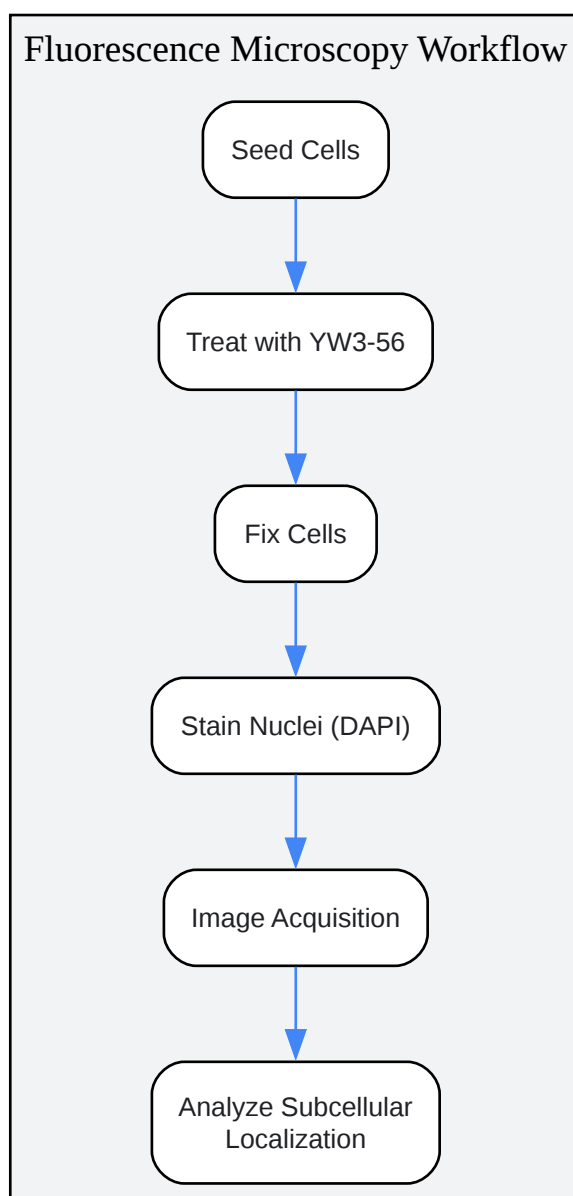 Fluorescence Microscopy Workflow
Seed Cells
Treat with YW3-56
Fix Cells
Stain Nuclei (DAPI)
Image Acquisition
Analyze Subcellular
Localization